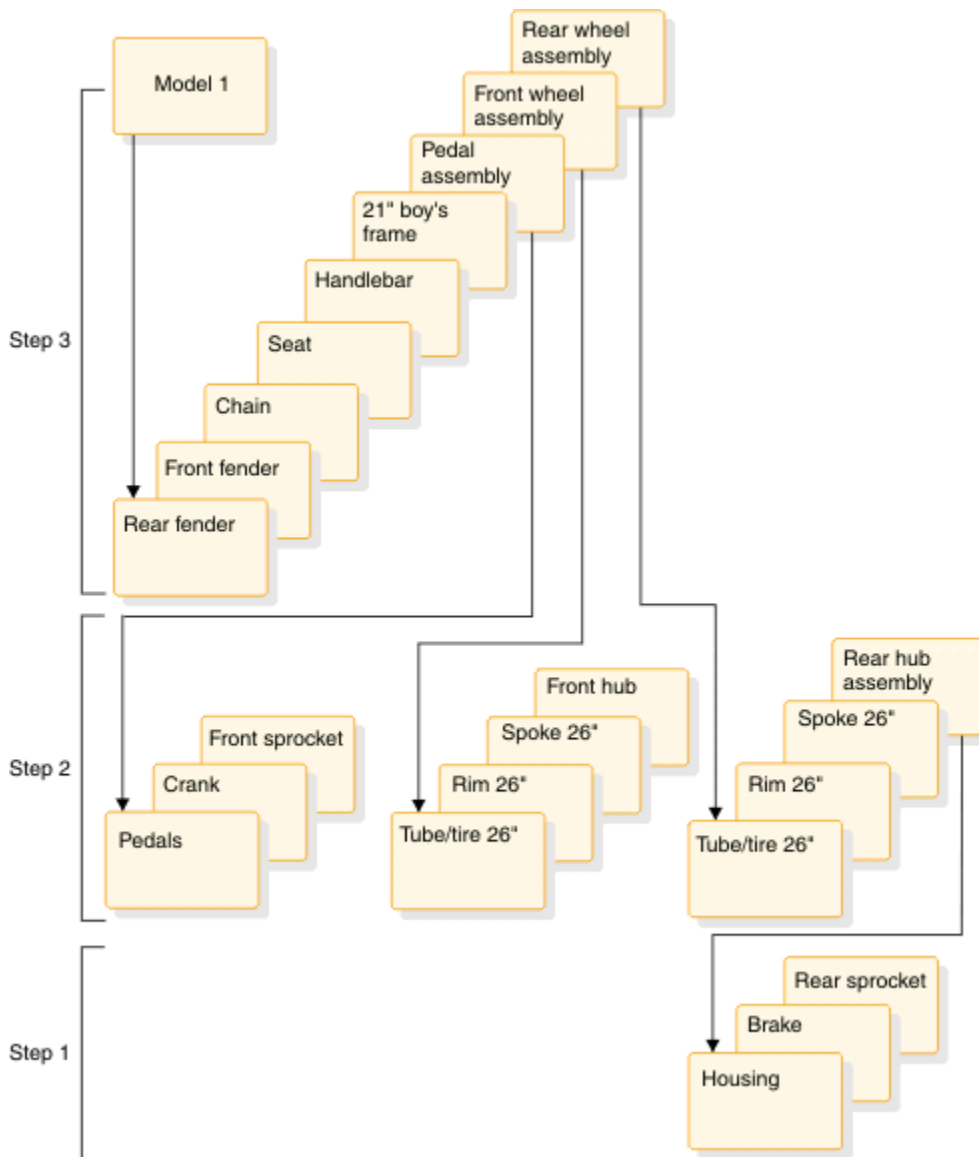 Rear wheel
assembly
Model 1
Front wheel
assembly
Pedal
assembly
21" boy's
frame
Handlebar
Step 3
Seat
Chain
Front fender
Rear fender
Rear hub
assembly
Front hub
Spoke 26"
Spoke 26"
Front sprocket
Step 2
Crank
Rim 26"
Rim 26"
Pedals
Tube/tire 26"
Tube/tire 26"
Rear sprocket
Brake
Step 1
Housing